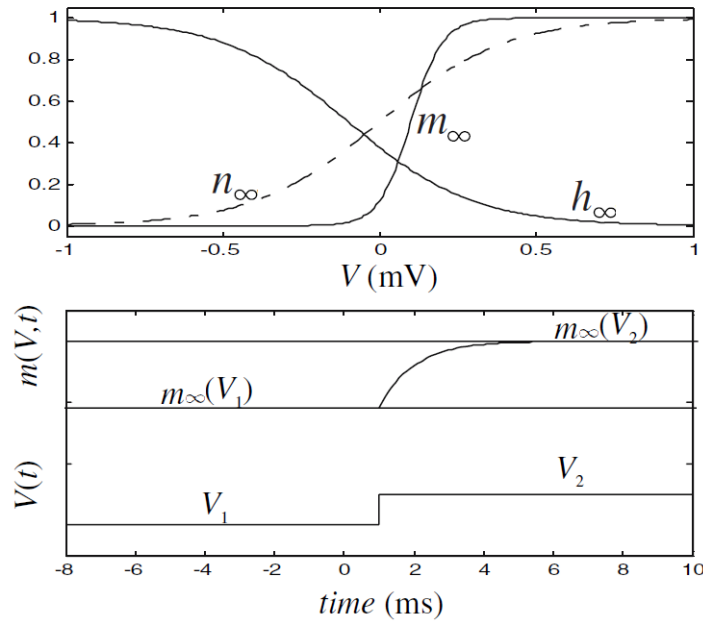 1
0.8
0.6
m∞
0.4
n∞
0.2
h∞
0
-1 -0.5 0 0.5 1
V (mV)
m(V,t)
m∞(V2)
m∞(V1)
V(t)
V2
V1
-8 -6 -4 -2 0 2 4 6 8 10
time (ms)